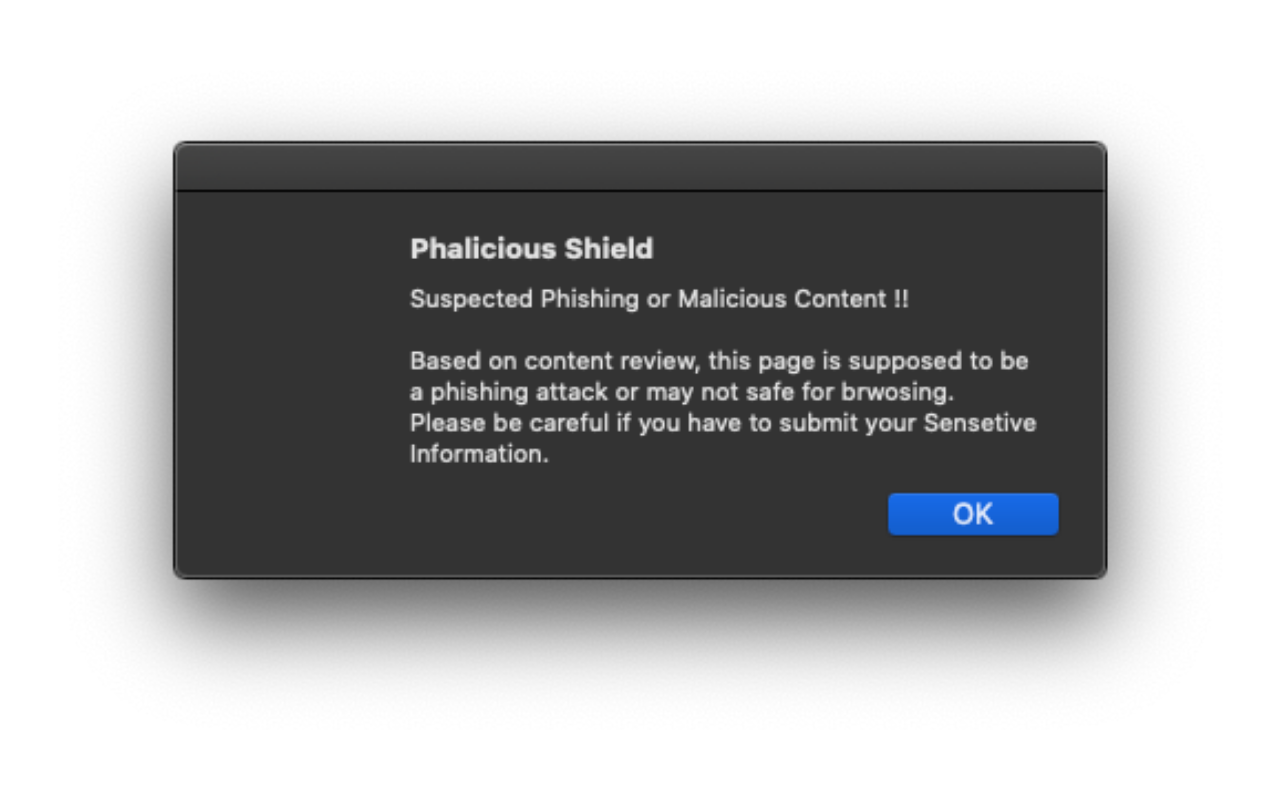 Phalicious Shield
Suspected Phishing or Malicious Content !!
Based on content review, this page is supposed to be
a phishing attack or may not safe for brwosing.
Please be careful if you have to submit your Sensetive
Information.
OK